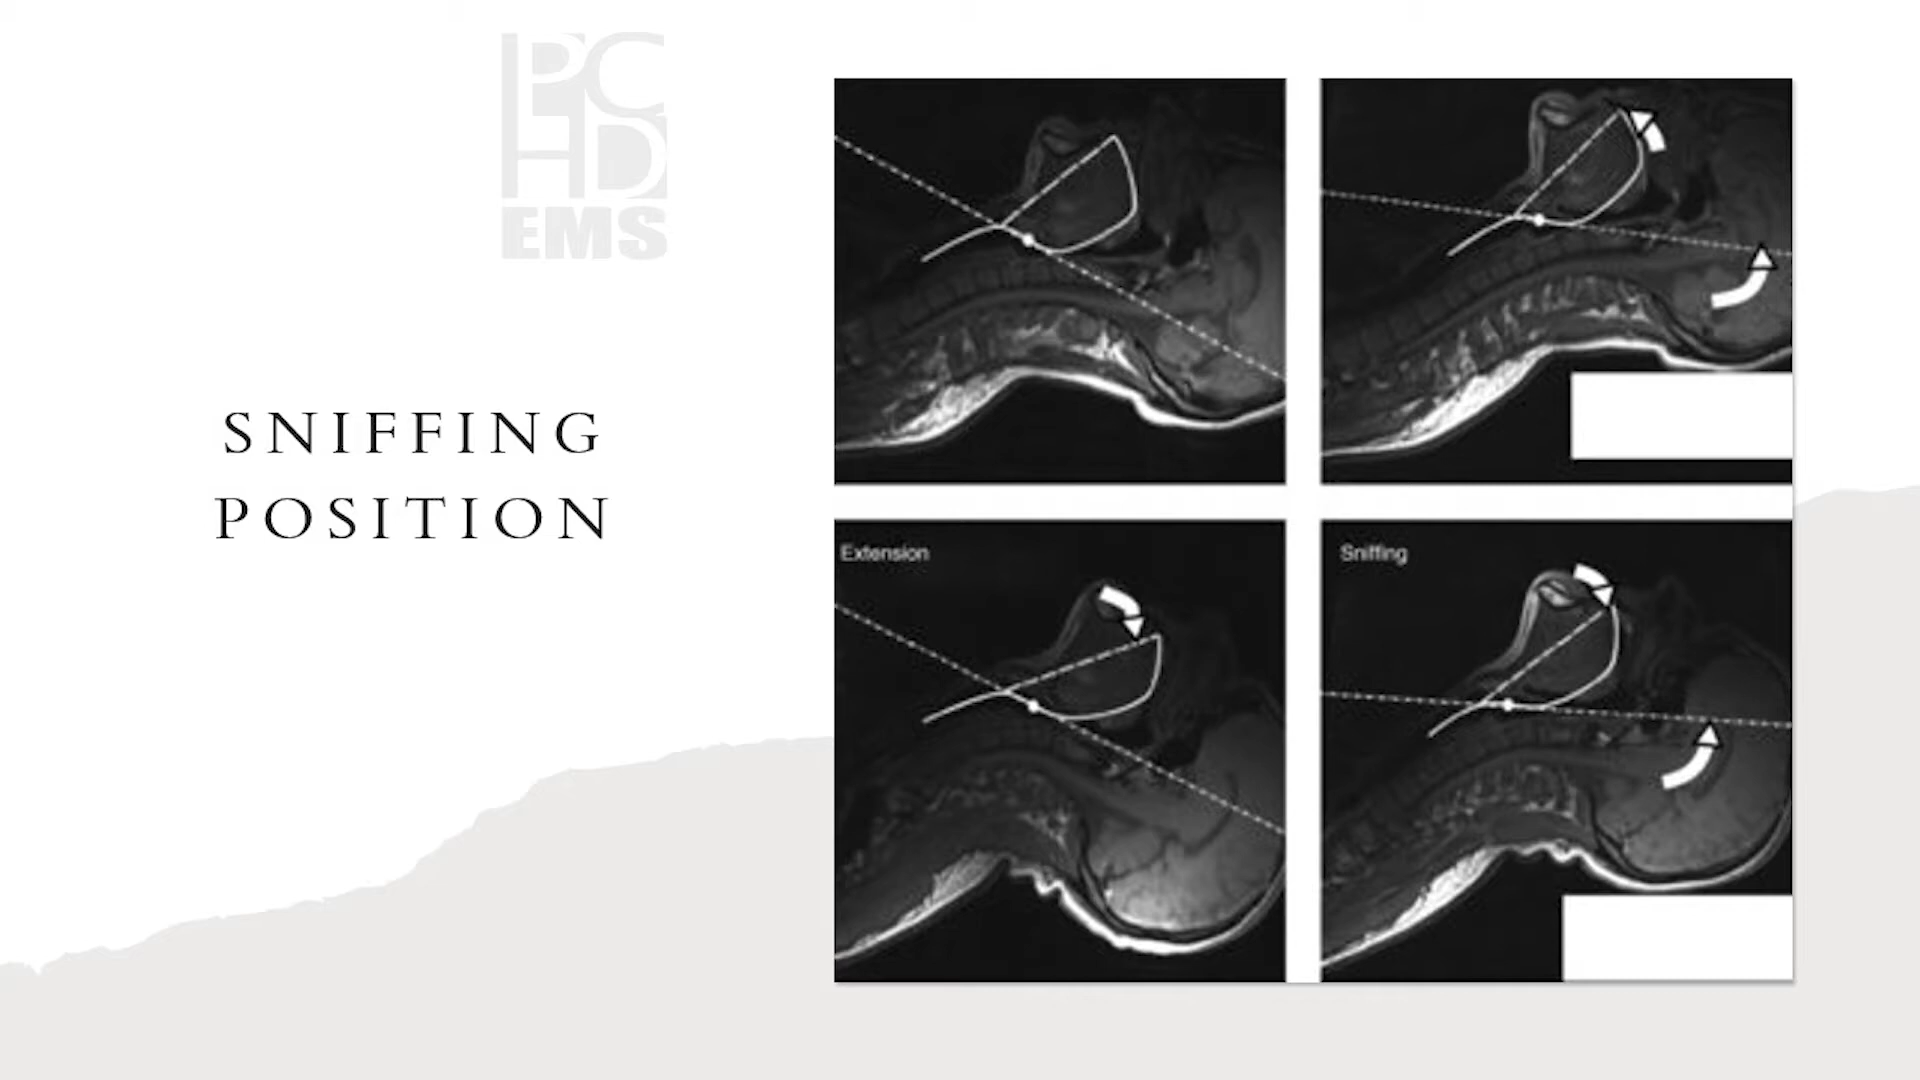 PC
HD
EMS
SNIFFING
POSITION
Extension
Sniffing